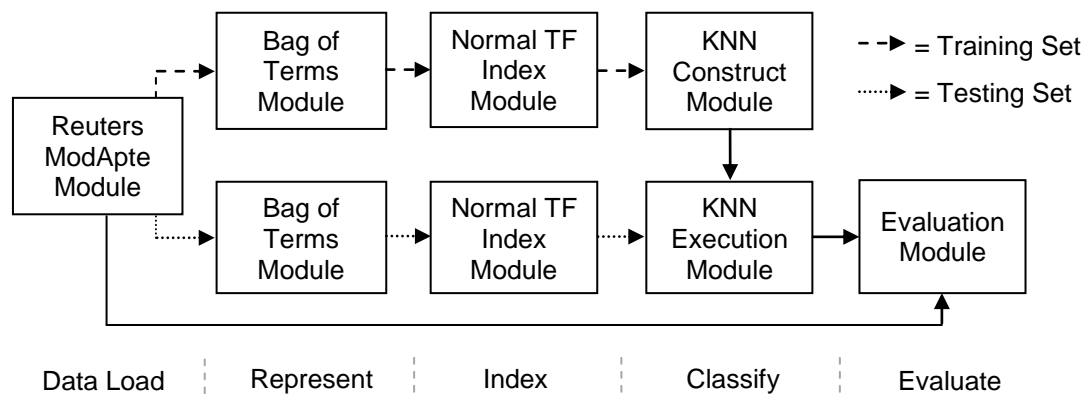 Bag of
Terms
Module
Normal TF
Index
Module
KNN
Construct
Module
= Training Set
= Testing Set
Reuters
ModApte
Module
Bag of
Terms
Module
Normal TF
Index
Module
KNN
Execution
Module
Evaluation
Module
Data Load
Represent
Index
Classify
Evaluate